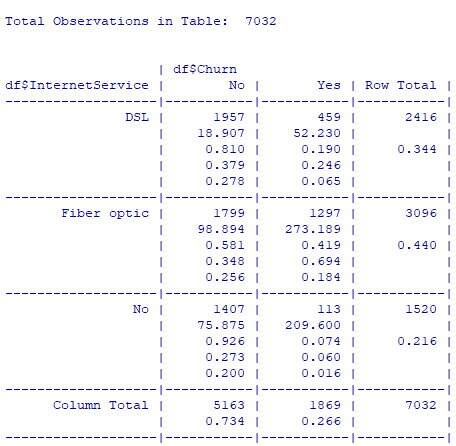 Total Observations in Table:  7032
| df$Churn
df$InternetService |        No |       Yes | Row Total |
-------------------|-----------|-----------|-----------|
DSL |      1957 |       459 |      2416 |
|    18.907 |    52.230 |           |
|     0.810 |     0.190 |     0.344 |
|     0.379 |     0.246 |           |
|     0.278 |     0.065 |           |
-------------------|-----------|-----------|-----------|
Fiber optic |      1799 |      1297 |      3096 |
|    98.894 |   273.189 |           |
|     0.581 |     0.419 |     0.440 |
|     0.348 |     0.694 |           |
|     0.256 |     0.184 |           |
-------------------|-----------|-----------|-----------|
No |      1407 |       113 |      1520 |
|    75.875 |   209.600 |           |
|     0.926 |     0.074 |     0.216 |
|     0.273 |     0.060 |           |
|     0.200 |     0.016 |           |
-------------------|-----------|-----------|-----------|
Column Total |      5163 |      1869 |      7032 |
|     0.734 |     0.266 |           |
-------------------|-----------|-----------|-----------|